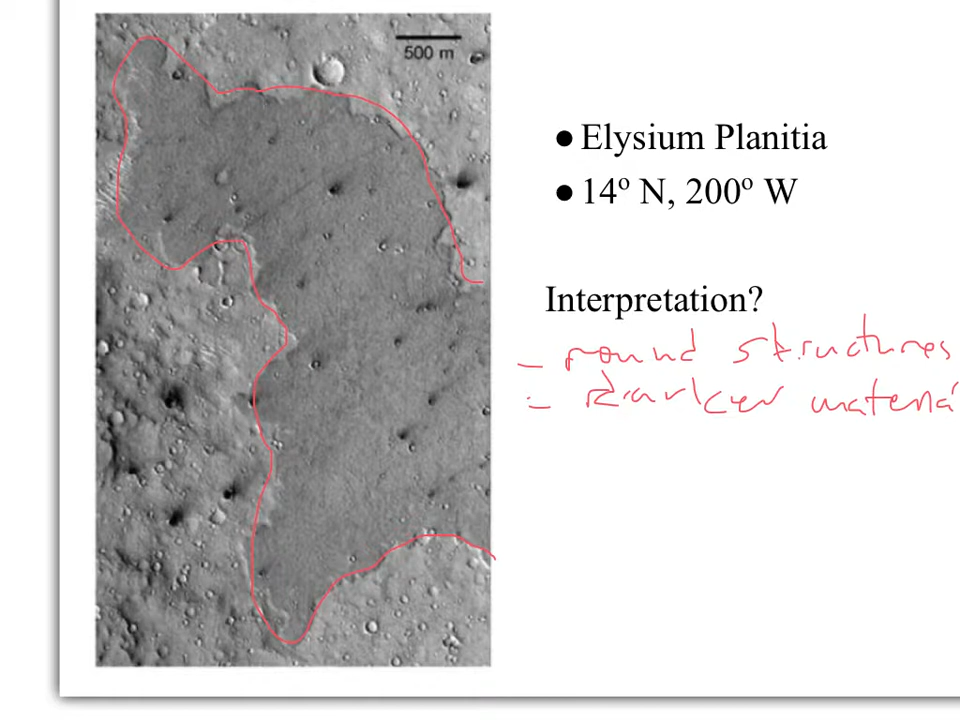 500 m
● Elysium Planitia
● 14º N, 200º W
Interpretation?
- round structures
- Darker materia